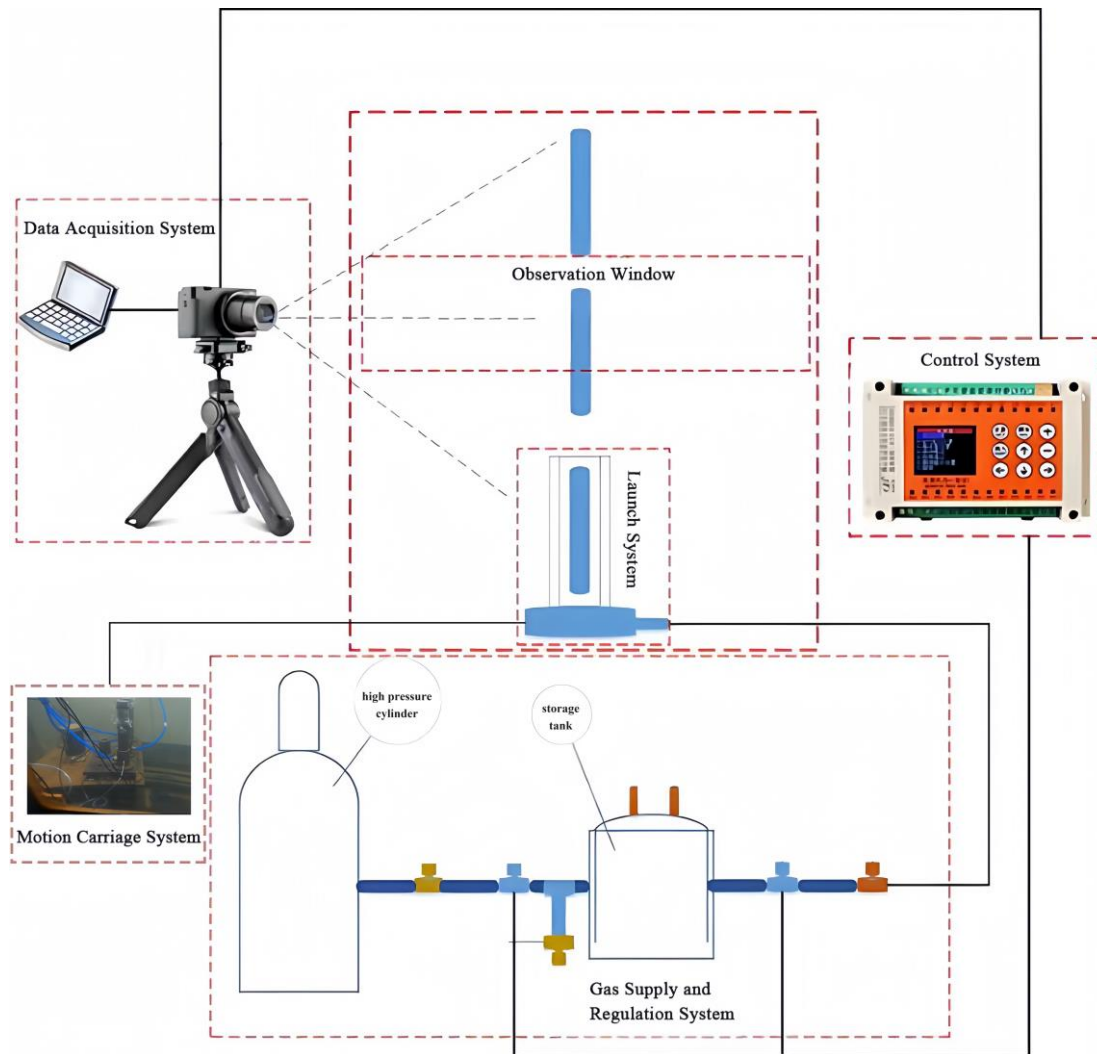 Data Acquisition System
Observation Window
Control System
Launch System
high pressure
cylinder
storage
tank
Motion Carriage System
Gas Supply and
Regulation System